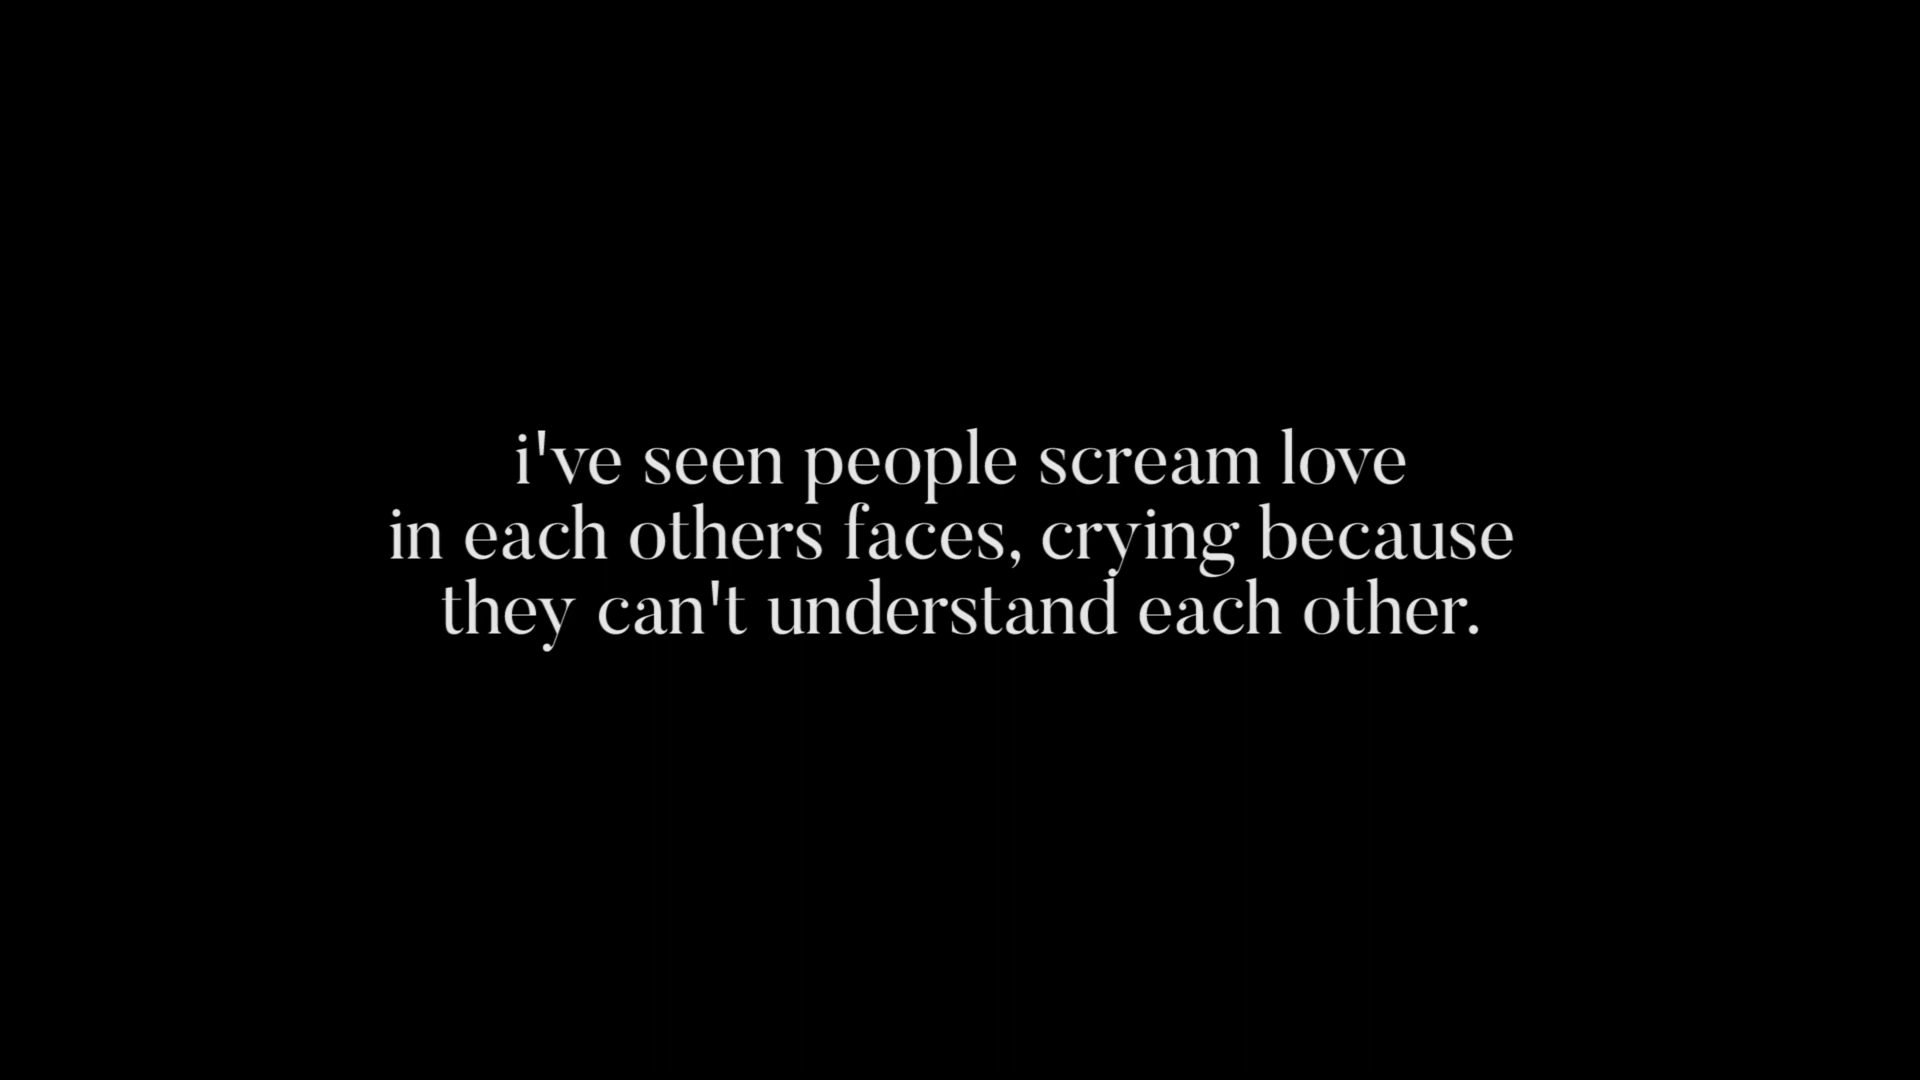 i've seen people scream love
in each others faces, crying because
they can't understand each other.